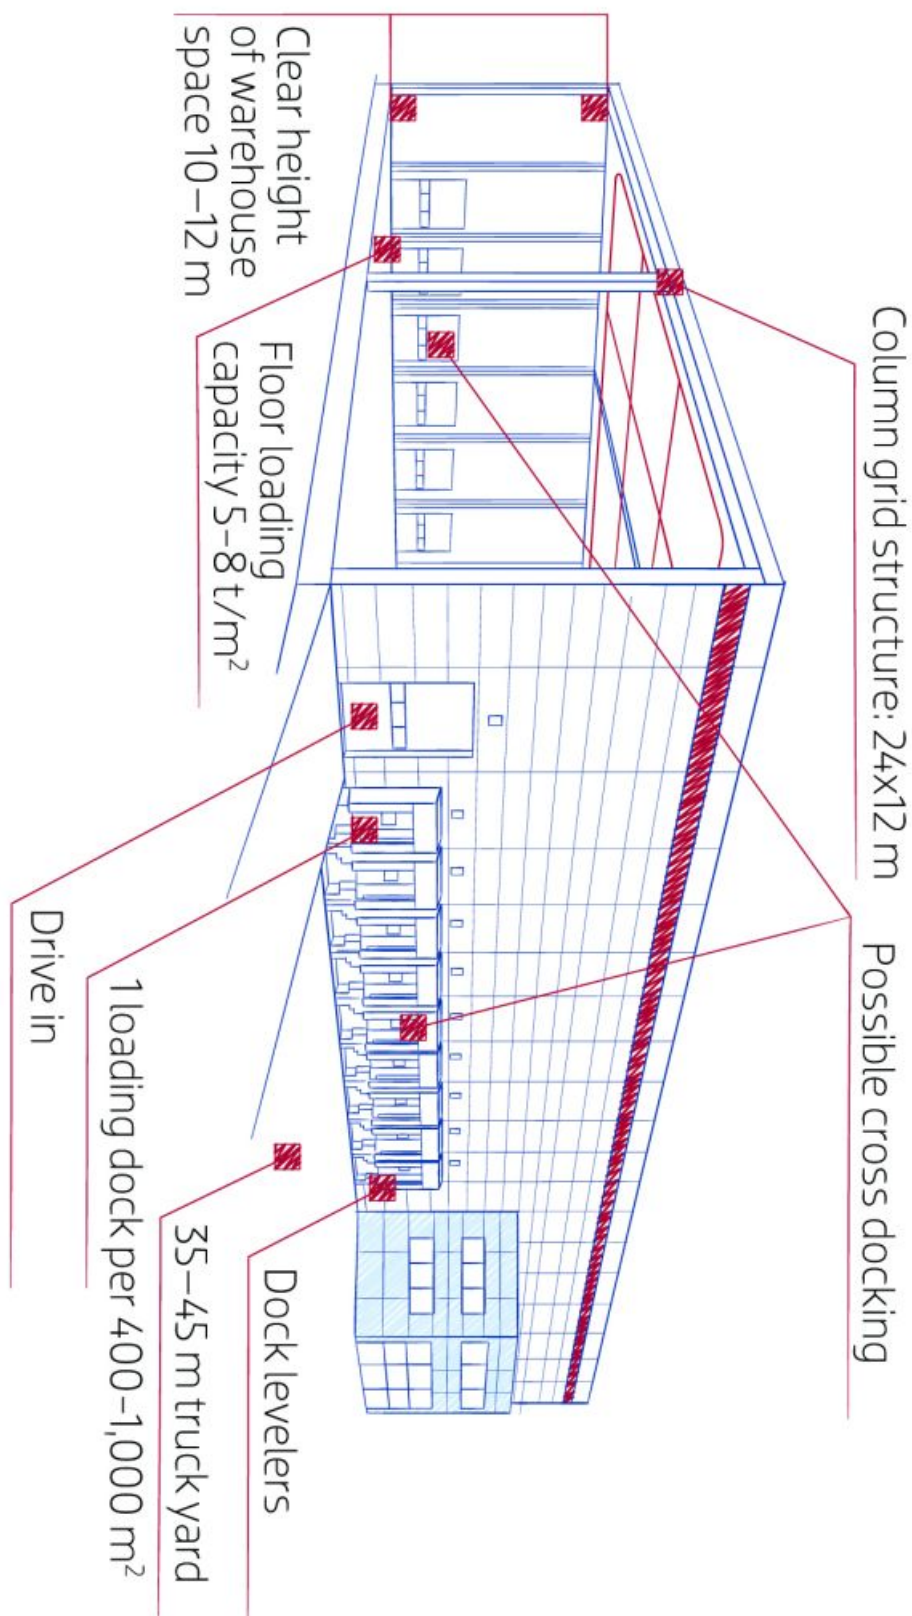 Column grid structure: 24x12 m
Possible cross docking
Clear height
of warehouse
space 10–12 m
Floor loading
capacity 5–8 t/m²
Drive in
1 loading dock per 400–1,000 m²
35–45 m truck yard
Dock levelers